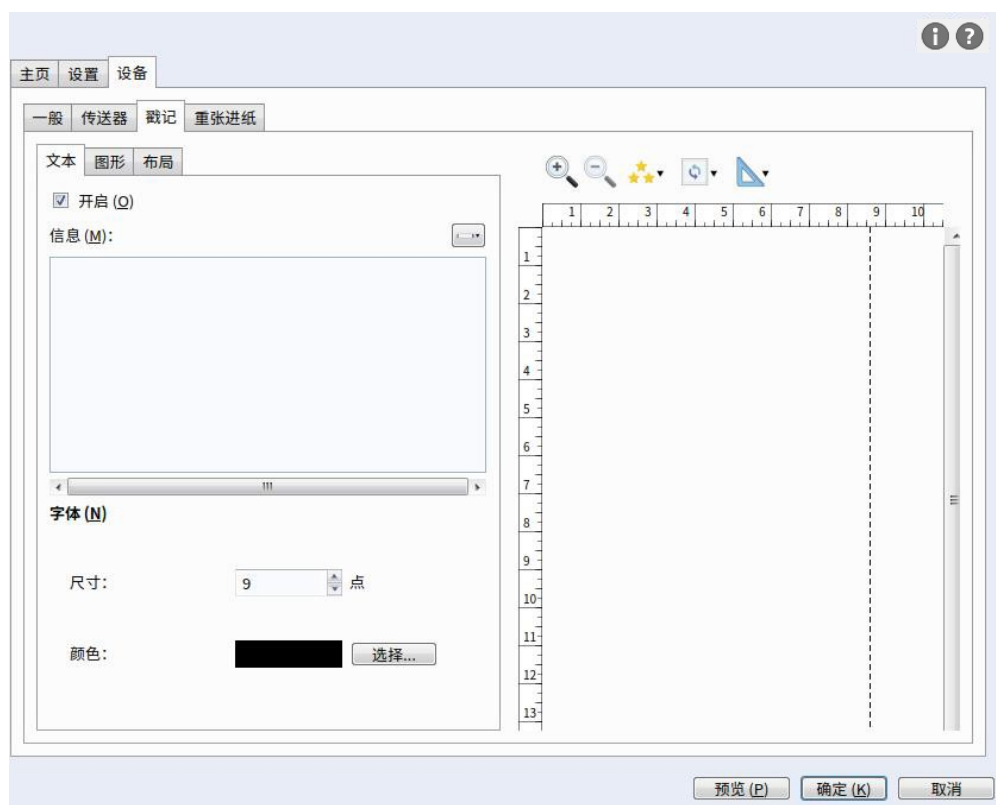 主页 设置 设备
一般 传送器 戳记 重张进纸
文本 图形 布局
开启 (O)
信息 (M):
字体 (N)
尺寸: 9 点
颜色: 选择...
1 2 3 4 5 6 7 8 9 10
1
2
3
4
5
6
7
8
9
10
11
12
13
预览 (P) 确定 (K) 取消